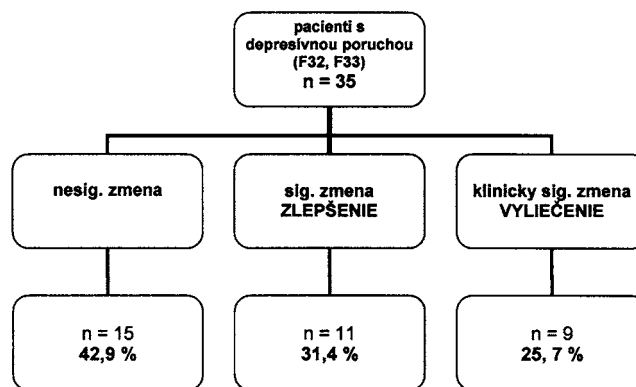 pacienti s
depresívnou poruchou
(F32, F33)
n = 35
nesig. zmena
sig. zmena
ZLEPŠENIE
klinicky sig. zmena
VYLIEČENIE
n = 15
42,9 %
n = 11
31,4 %
n = 9
25, 7 %